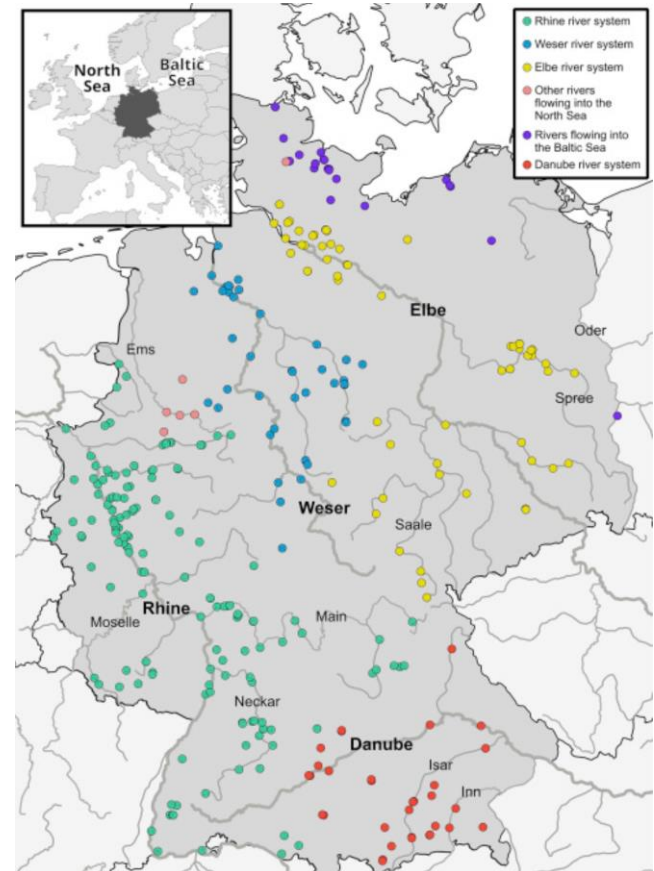 North
Sea
Baltic
Sea
Rhine river system
Weser river system
Elbe river system
Other rivers
flowing into the
North Sea
Rivers flowing into
the Baltic Sea
Danube river system
Elbe
Oder
Ems
Spree
Weser
Saale
Rhine
Main
Moselle
Neckar
Danube
Isar
Inn